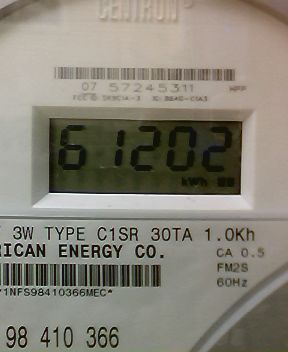 CENTRON
07 57245311
61202
kWh
3W TYPE C1SR 30TA 1.0Kh
RICAN ENERGY CO.
CA 0.5
FM2S
60Hz
1NFS98410366MEC*
98 410 366